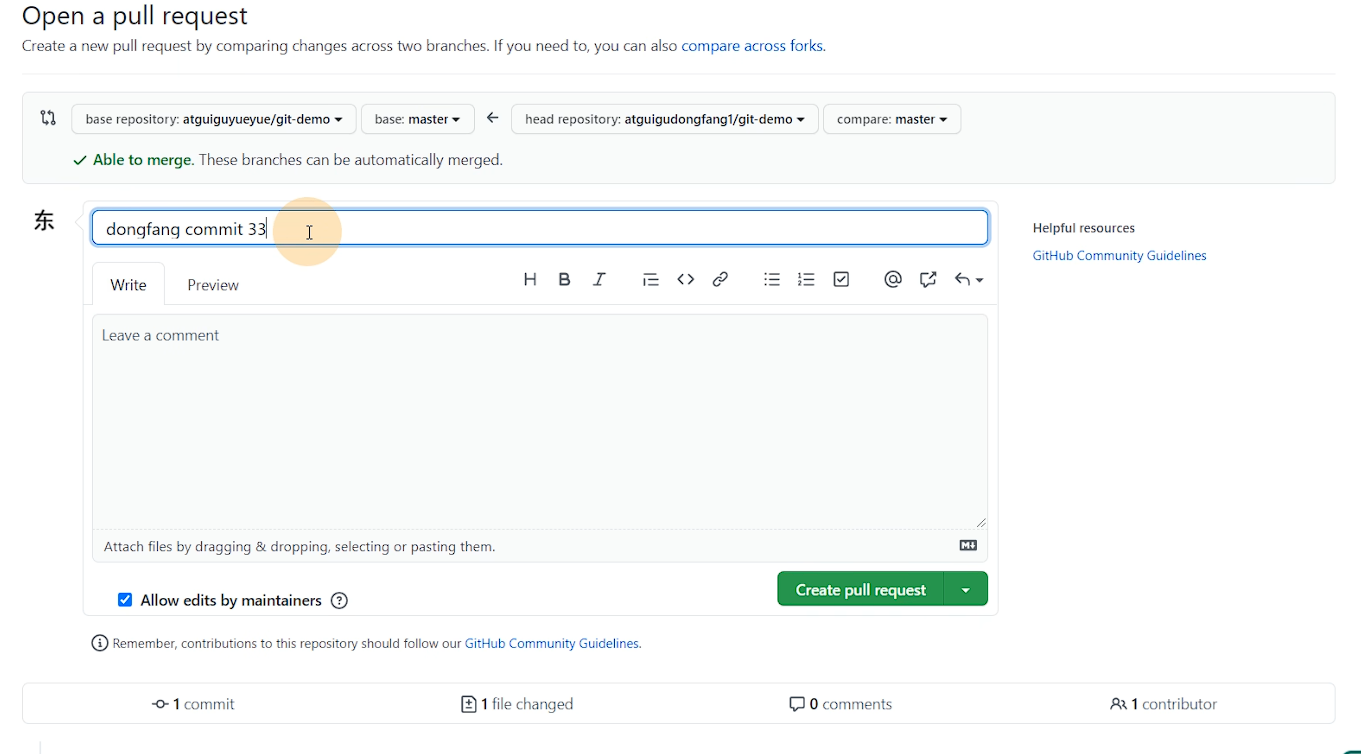 Open a pull request
Create a new pull request by comparing changes across two branches. If you need to, you can also compare across forks.
base repository: atguiguyueyue/git-demo base: master head repository: atguigudongfang1/git-demo compare: master
Able to merge. These branches can be automatically merged.
东
dongfang commit 33
Helpful resources
GitHub Community Guidelines
Write Preview
Leave a comment
Attach files by dragging & dropping, selecting or pasting them.
Allow edits by maintainers
Create pull request
Remember, contributions to this repository should follow our GitHub Community Guidelines.
1 commit 1 file changed 0 comments 1 contributor